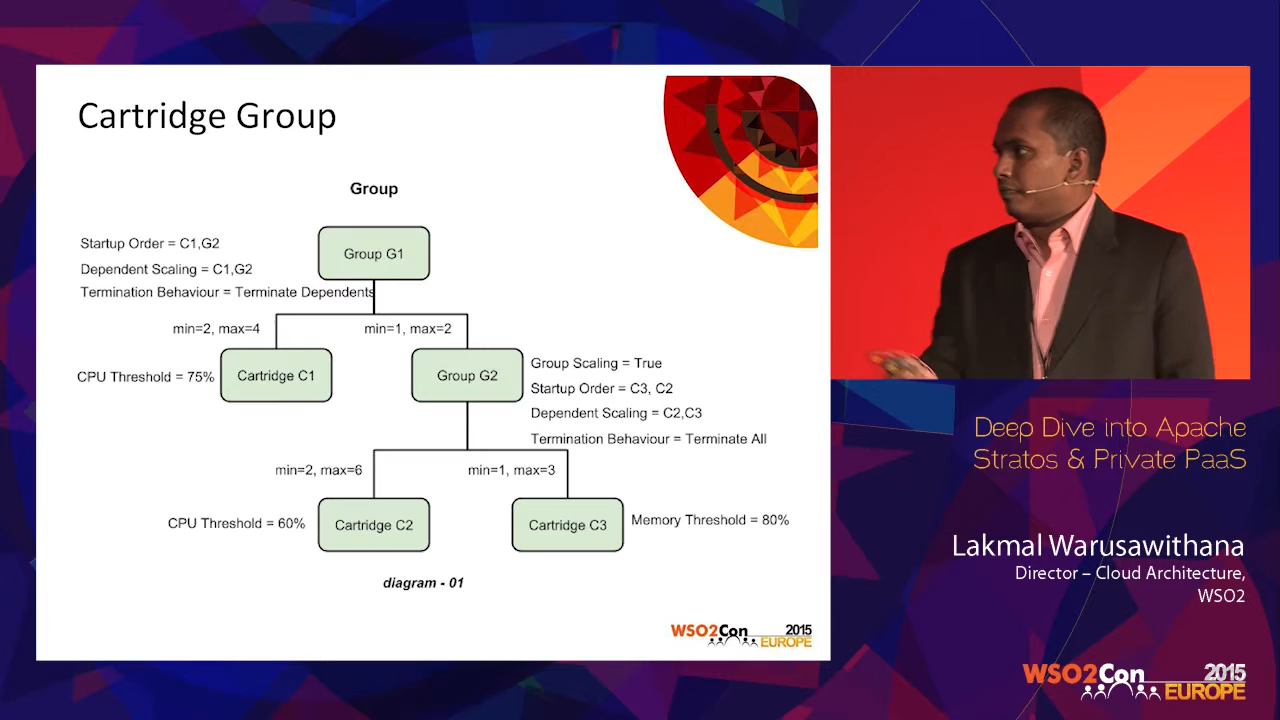 Cartridge Group
Group
Group G1
Startup Order = C1,G2
Dependent Scaling = C1,G2
Termination Behaviour = Terminate Dependents
min=2, max=4
min=1, max=2
CPU Threshold = 75%
Cartridge C1
Group G2
Group Scaling = True
Startup Order = C3, C2
Dependent Scaling = C2,C3
Termination Behaviour = Terminate All
min=2, max=6
min=1, max=3
CPU Threshold = 60%
Cartridge C2
Cartridge C3
Memory Threshold = 80%
diagram - 01
WSO2Con 2015
EUROPE
Deep Dive into Apache
Stratos & Private PaaS
Lakmal Warusawithana
Director – Cloud Architecture,
WSO2
WSO2Con 2015
EUROPE